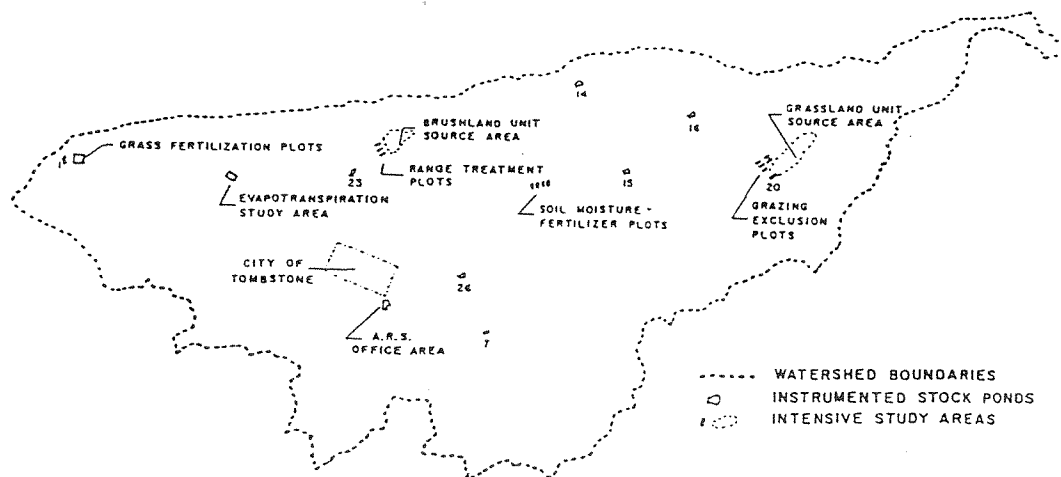 14
16
GRASSLAND UNIT
SOURCE AREA
BRUSHLAND UNIT
SOURCE AREA
GRASS FERTILIZATION PLOTS
RANGE TREATMENT
PLOTS
23
15
20
EVAPOTRANSPIRATION
STUDY AREA
SOIL MOISTURE -
FERTILIZER PLOTS
GRAZING
EXCLUSION
PLOTS
CITY OF
TOMBSTONE
26
A.R.S.
OFFICE AREA
7
WATERSHED BOUNDARIES
INSTRUMENTED STOCK PONDS
INTENSIVE STUDY AREAS